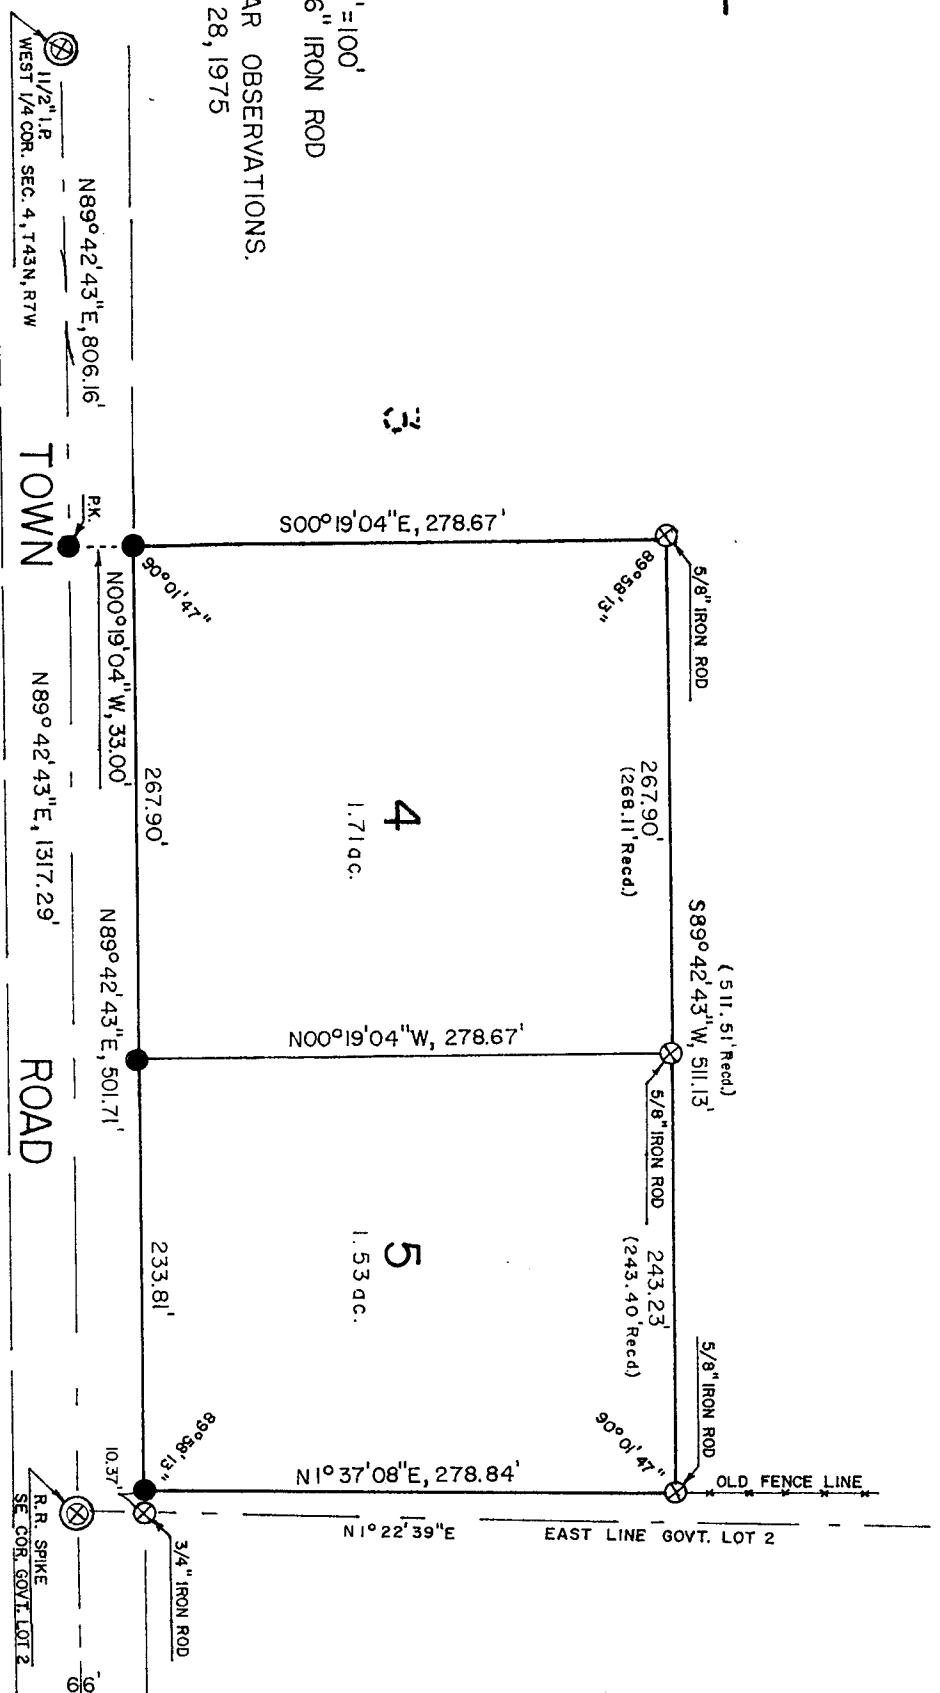 ' = 100'
6" IRON ROD
AR OBSERVATIONS.
28, 1975
3
(511.51' Recd.)
S89°42'43"W, 511.13'
5/8" IRON ROD
5/8" IRON ROD
5/8" IRON ROD
OLD FENCE LINE
267.90'
(268.11' Recd.)
243.23'
(243.40' Recd.)
89°58'13"
90°01'47"
S00°19'04"E, 278.67'
N00°19'04"W, 278.67'
N1°37'08"E, 278.84'
N1°22'39"E
EAST LINE GOVT. LOT 2
4
1.71 ac.
5
1.53 ac.
90°01'47"
89°58'13"
267.90'
233.81'
10.37'
3/4" IRON ROD
N00°19'04"W, 33.00'
N89°42'43"E, 501.71'
N89°42'43"E, 806.16'
P.K.
1 1/2" I.P.
WEST 1/4 COR. SEC. 4, T43N, R7W
N89°42'43"E, 1317.29'
TOWN ROAD
R.R. SPIKE
SE COR. GOVT. LOT 2
66'